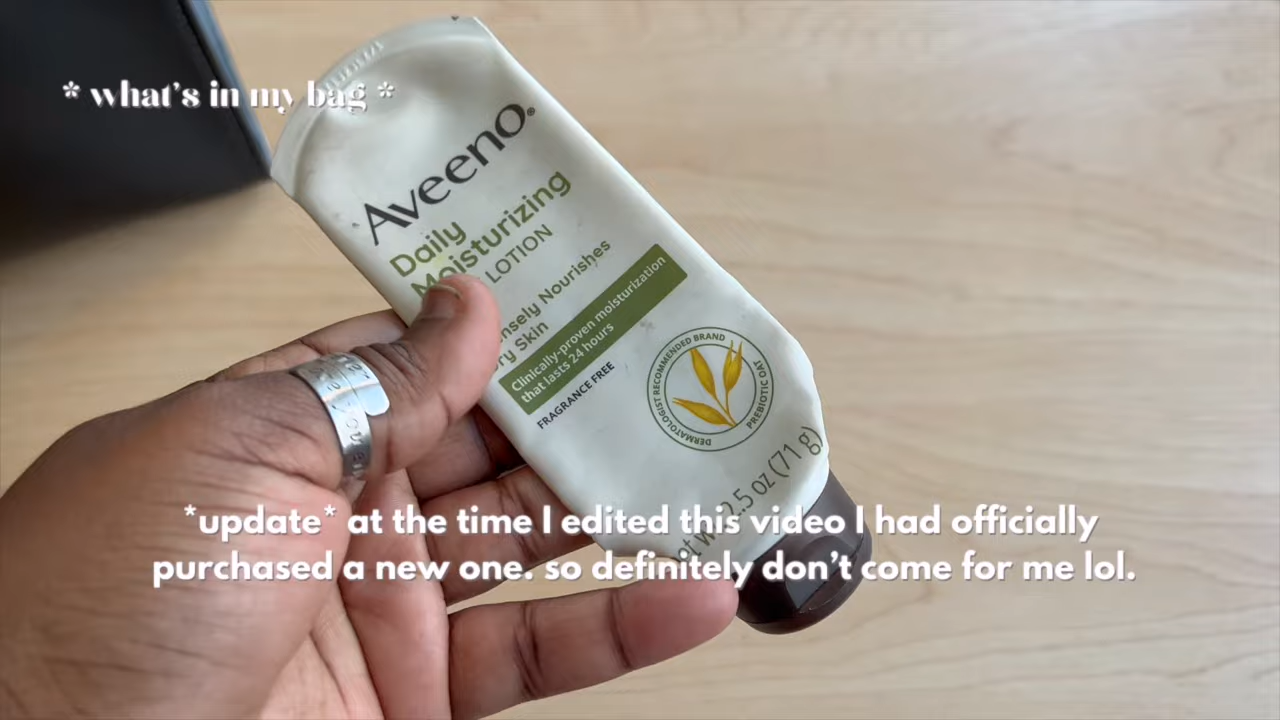 * what's in my bag *
Aveeno®
Daily
Moisturizing
LOTION
Nourishes
Skin
Clinically-proven moisturization
that lasts 24 hours
FRAGRANCE FREE
DERMATOLOGIST RECOMMENDED BRAND
PREBIOTIC OAT
2.5 oz (71 g)
*update* at the time I edited this video I had officially
purchased a new one. so definitely don't come for me lol.